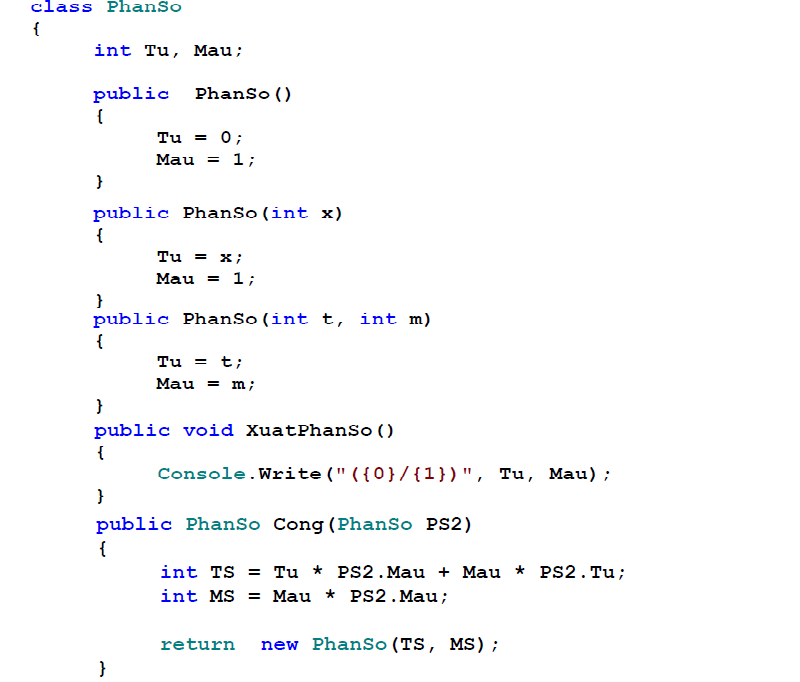 class PhanSo
{
int Tu, Mau;
public PhanSo()
{
Tu = 0;
Mau = 1;
}
public PhanSo(int x)
{
Tu = x;
Mau = 1;
}
public PhanSo(int t, int m)
{
Tu = t;
Mau = m;
}
public void XuatPhanSo()
{
Console.Write("({0}/{1})", Tu, Mau);
}
public PhanSo Cong(PhanSo PS2)
{
int TS = Tu * PS2.Mau + Mau * PS2.Tu;
int MS = Mau * PS2.Mau;
return new PhanSo(TS, MS);
}